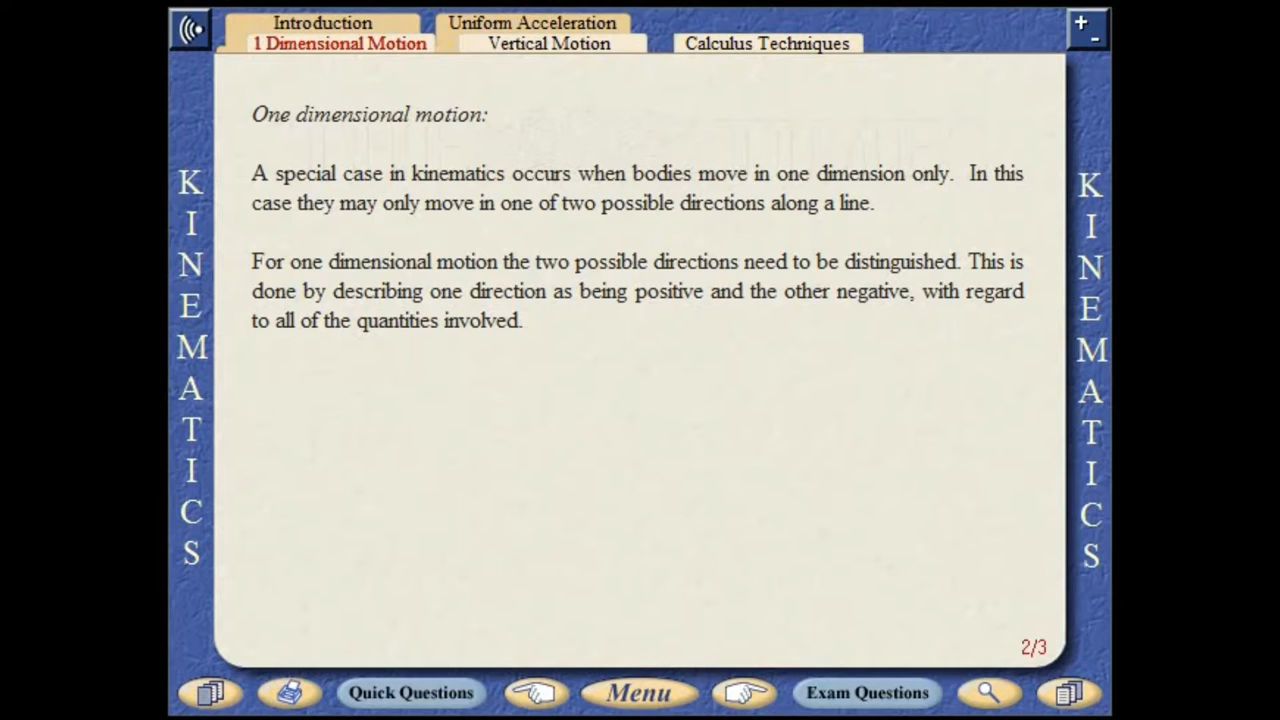 Introduction
Uniform Acceleration
1 Dimensional Motion
Vertical Motion
Calculus Techniques
+
-
One dimensional motion:
A special case in kinematics occurs when bodies move in one dimension only. In this
case they may only move in one of two possible directions along a line.
For one dimensional motion the two possible directions need to be distinguished. This is
done by describing one direction as being positive and the other negative, with regard
to all of the quantities involved.
K
I
N
E
M
A
T
I
C
S
K
I
N
E
M
A
T
I
C
S
2/3
Quick Questions
Menu
Exam Questions